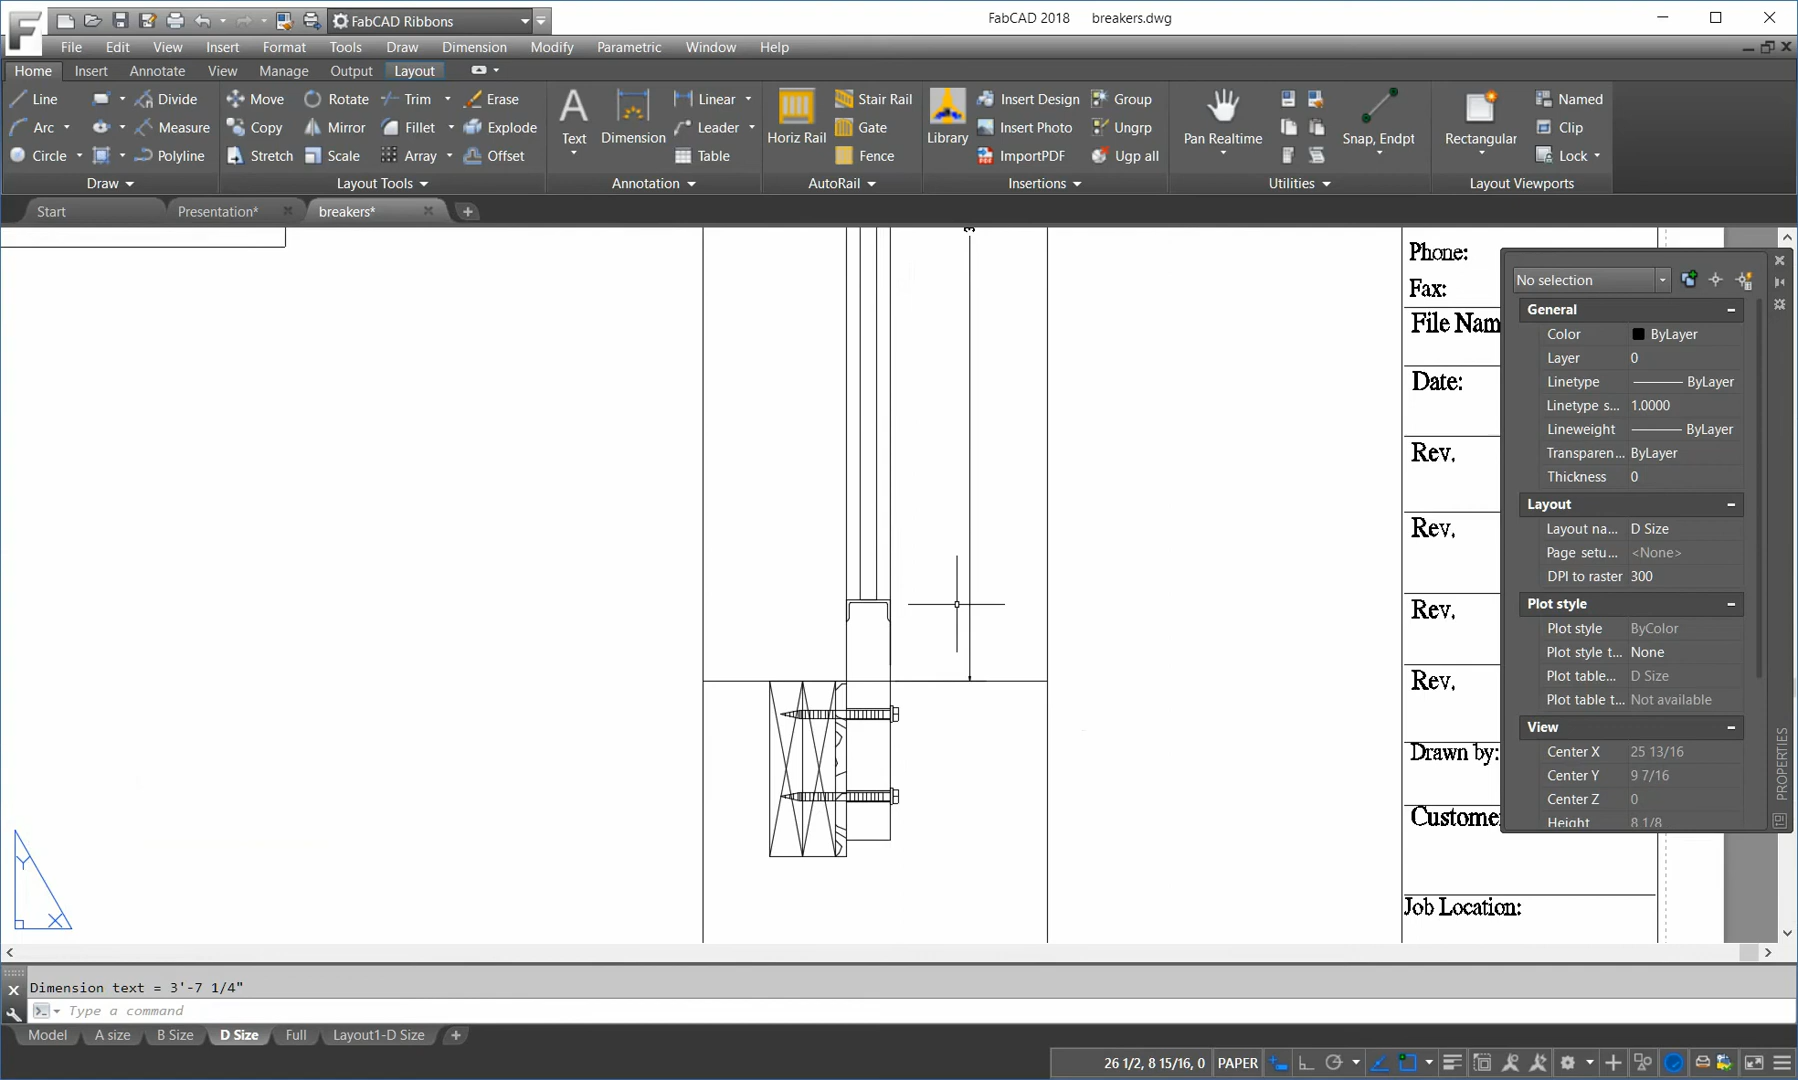 FabCAD Ribbons
FabCAD 2018 breakers.dwg
File Edit View Insert Format Tools Draw Dimension Modify Parametric Window Help
Home Insert Annotate View Manage Output Layout
Line Divide Move Rotate Trim Erase Linear Stair Rail Insert Design Group Named
Arc Measure Copy Mirror Fillet Explode Text Dimension Leader Horiz Rail Gate Library Insert Photo Ungrp Pan Realtime Snap, Endpt Rectangular Clip
Circle Polyline Stretch Scale Array Offset Table Fence ImportPDF Ugp all Lock
Draw Layout Tools Annotation AutoRail Insertions Utilities Layout Viewports
Start Presentation* breakers*
Phone:
Fax:
File Nam
Date:
Rev.
Rev.
Rev.
Rev.
Drawn by:
Custome
Job Location:
No selection
General
Color ByLayer
Layer 0
Linetype ByLayer
Linetype s... 1.0000
Lineweight ByLayer
Transparen... ByLayer
Thickness 0
Layout
Layout na... D Size
Page setu... <None>
DPI to raster 300
Plot style
Plot style ByColor
Plot style t... None
Plot table... D Size
Plot table t... Not available
View
Center X 25 13/16
Center Y 9 7/16
Center Z 0
Height 8 1/8
PROPERTIES
Y
X
Dimension text = 3'-7 1/4"
Type a command
Model A size B Size D Size Full Layout1-D Size
26 1/2, 8 15/16, 0 PAPER